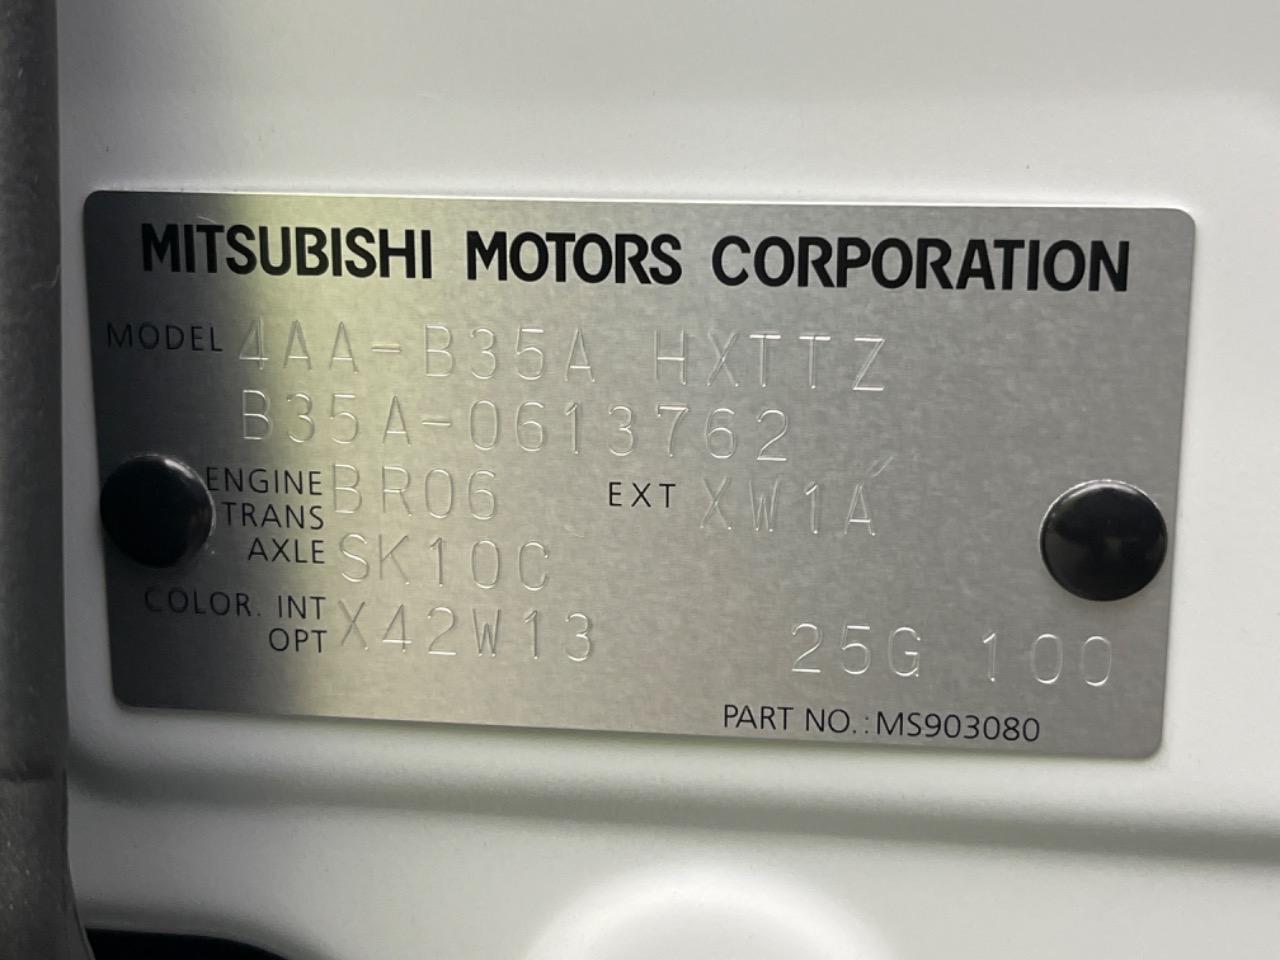 MITSUBISHI MOTORS CORPORATION
MODEL 4AA-B35A HXTTZ
B35A-0613762
ENGINE BR06 EXT XW1A
TRANS
AXLE SK10C
COLOR. INT
OPT X42W13 25G 100
PART NO.:MS903080